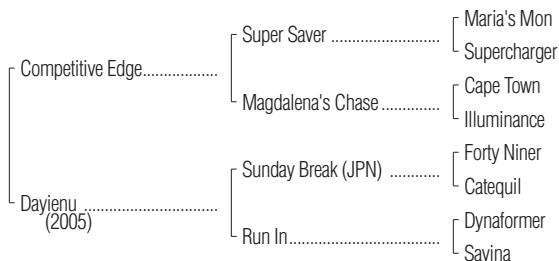 Maria's Mon
Super Saver ........................
Supercharger
Competitive Edge.................
Cape Town
Magdalena's Chase .............
Illuminance
Forty Niner
Sunday Break (JPN) ...........
Catequil
Dayienu ..............................
(2005)
Dynaformer
Run In..................................
Savina